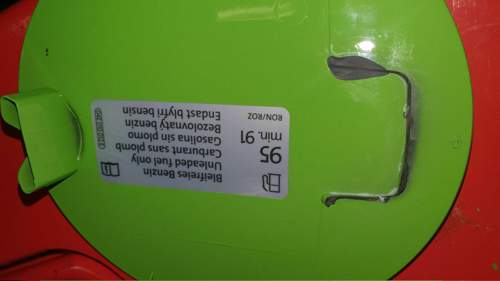 95
min. 91
RON/ROZ
Bleifreies Benzin
Unleaded fuel only
Carburant sans plomb
Gasolina sin plomo
Bezolovnatý benzin
Endast blyfri bensin